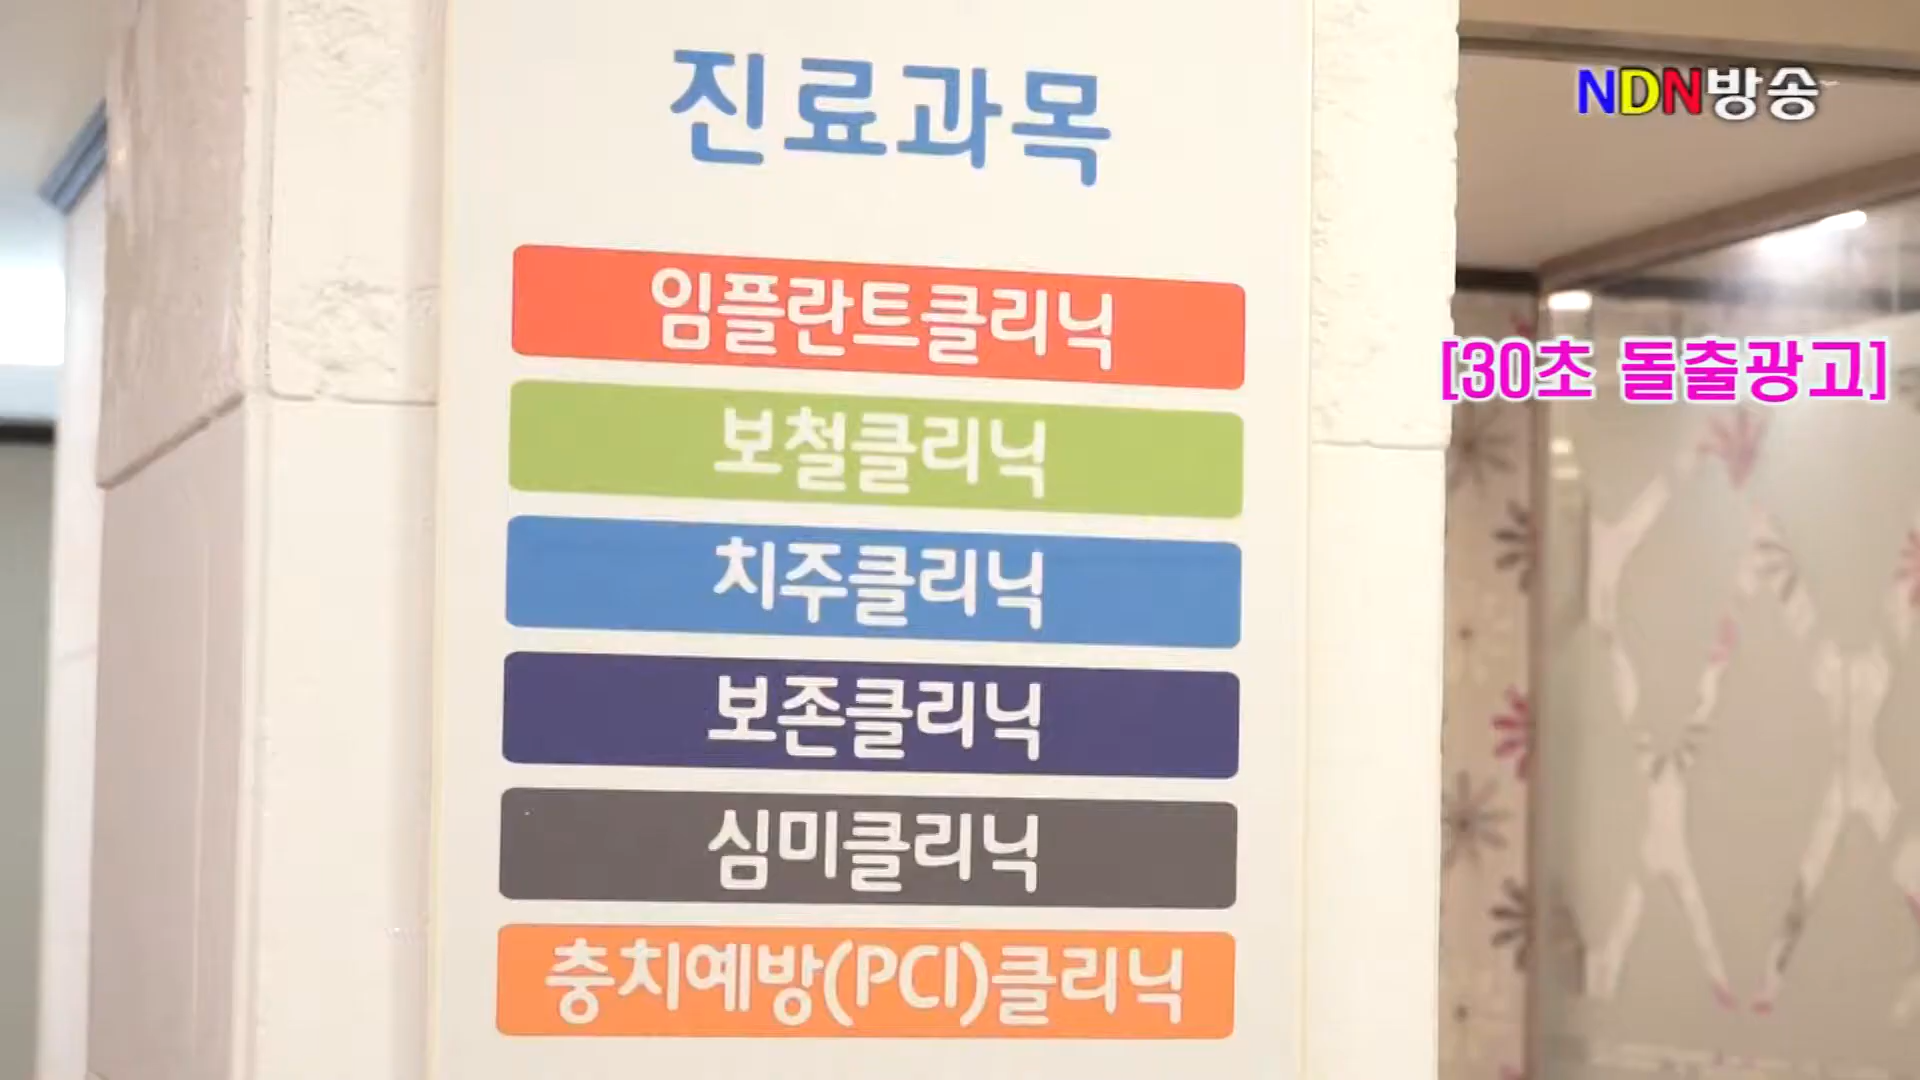 진료과목
NDN방송
임플란트클리닉
[30초 돌출광고]
보철클리닉
치주클리닉
보존클리닉
심미클리닉
충치예방(PCI)클리닉